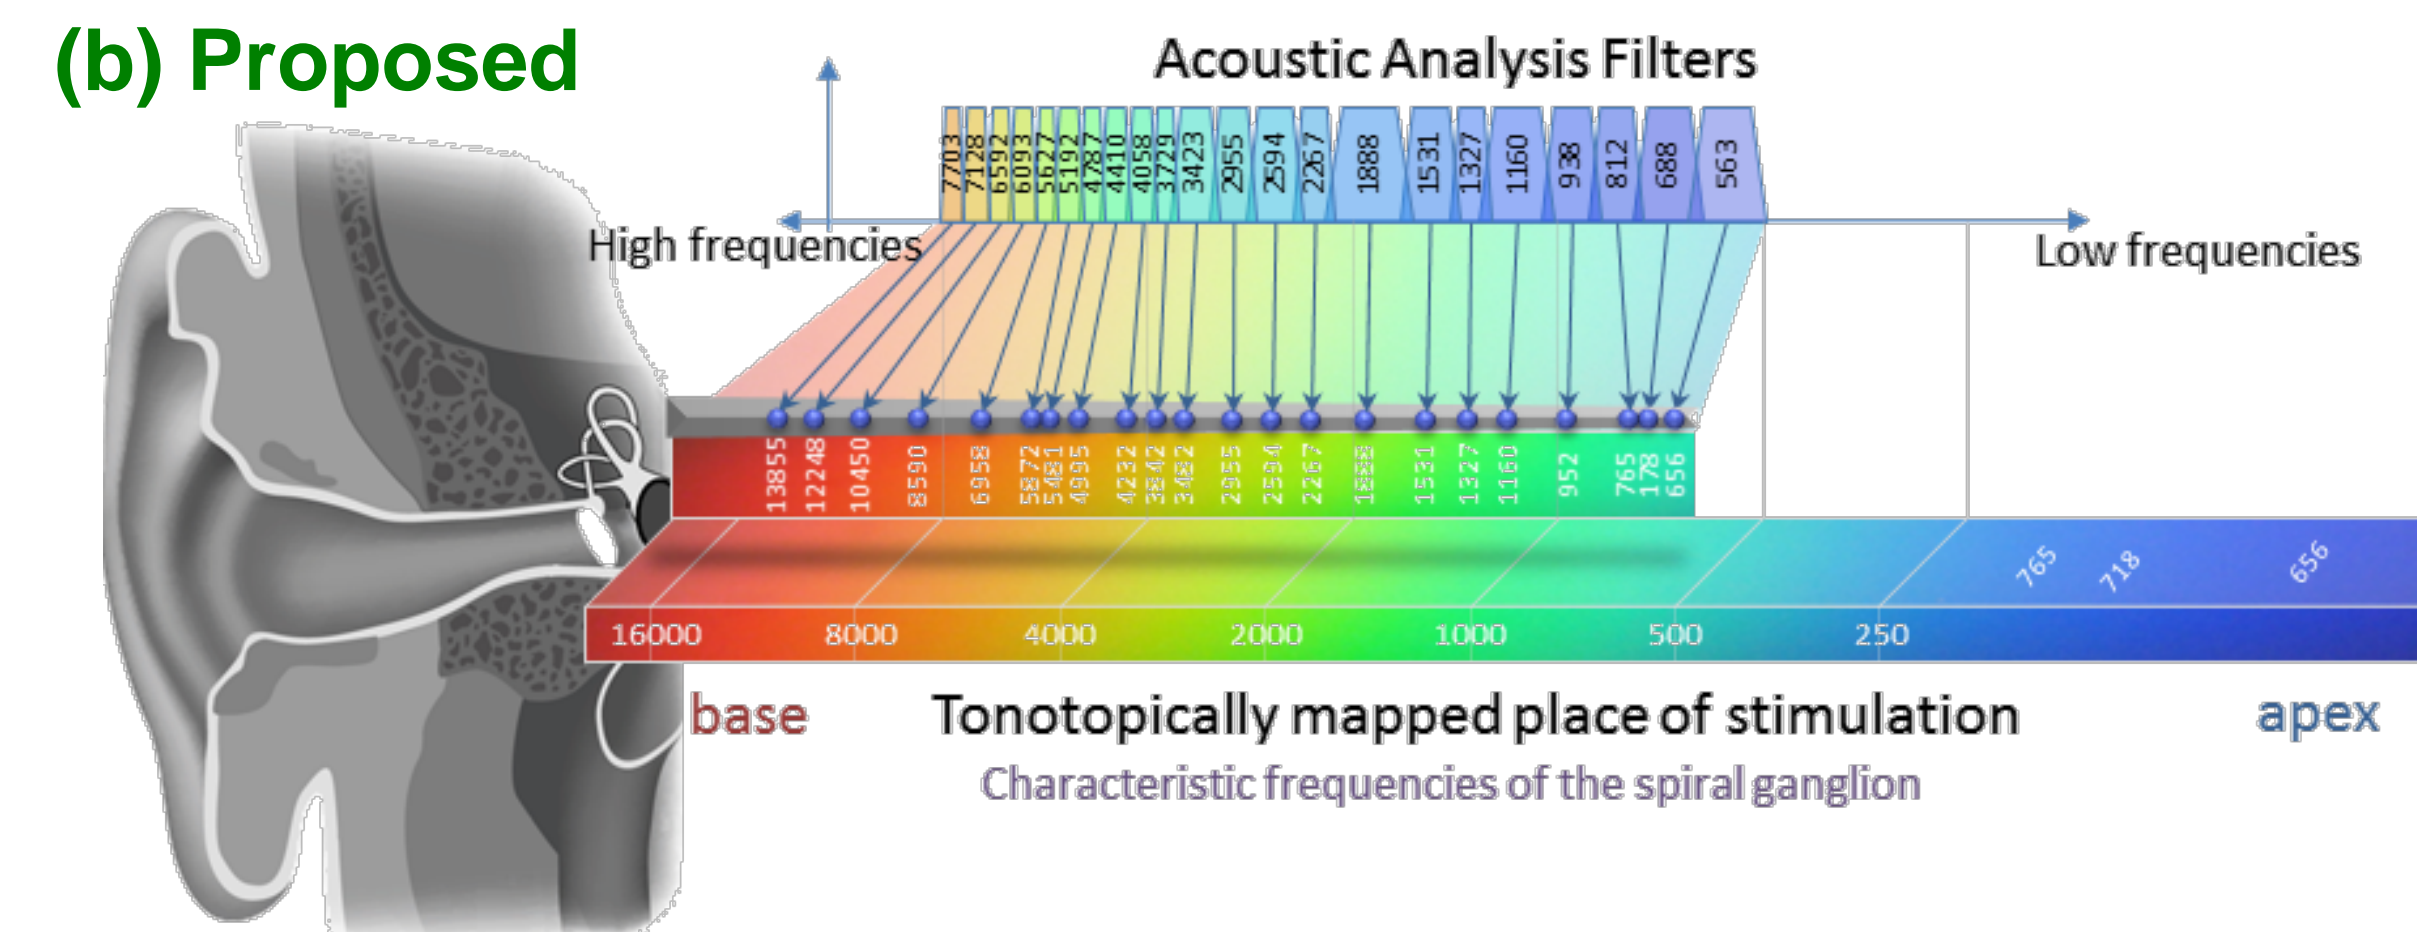 (b) Proposed
Acoustic Analysis Filters
7703 7128 6592 6093 5627 5192 4787 4410 4058 3729 3423 2955 2594 2267 1888 1531 1327 1160 938 812 688 563
High frequencies
Low frequencies
13855 12248 10450 8590 6958 5872 5481 4995 4232 3842 3482 2955 2594 2267 1888 1531 1327 1160 952 765 178 656
765 718 656
16000 8000 4000 2000 1000 500 250
base
Tonotopically mapped place of stimulation
apex
Characteristic frequencies of the spiral ganglion